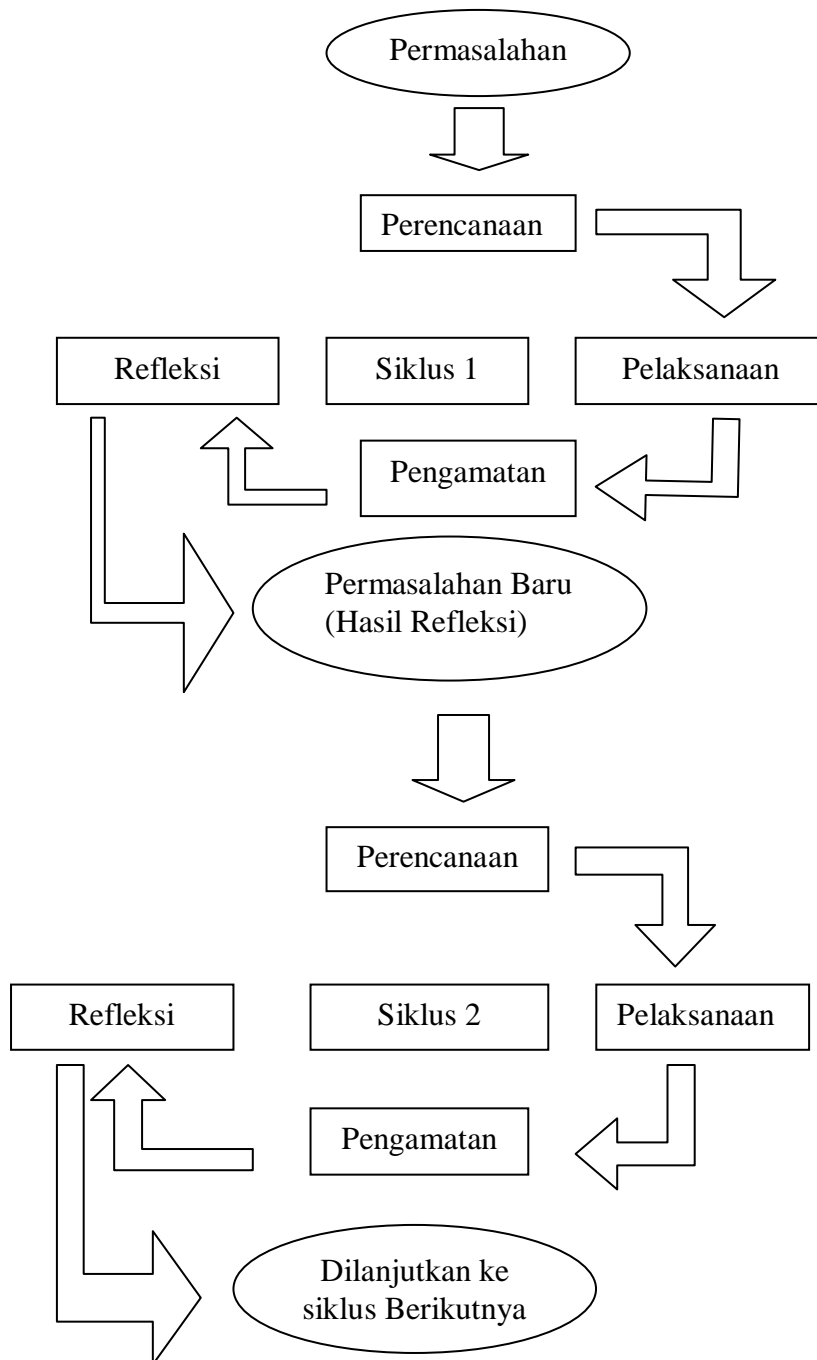 Permasalahan
Perencanaan
Refleksi
Siklus 1
Pelaksanaan
Pengamatan
Permasalahan Baru
(Hasil Refleksi)
Perencanaan
Refleksi
Siklus 2
Pelaksanaan
Pengamatan
Dilanjutkan ke
siklus Berikutnya